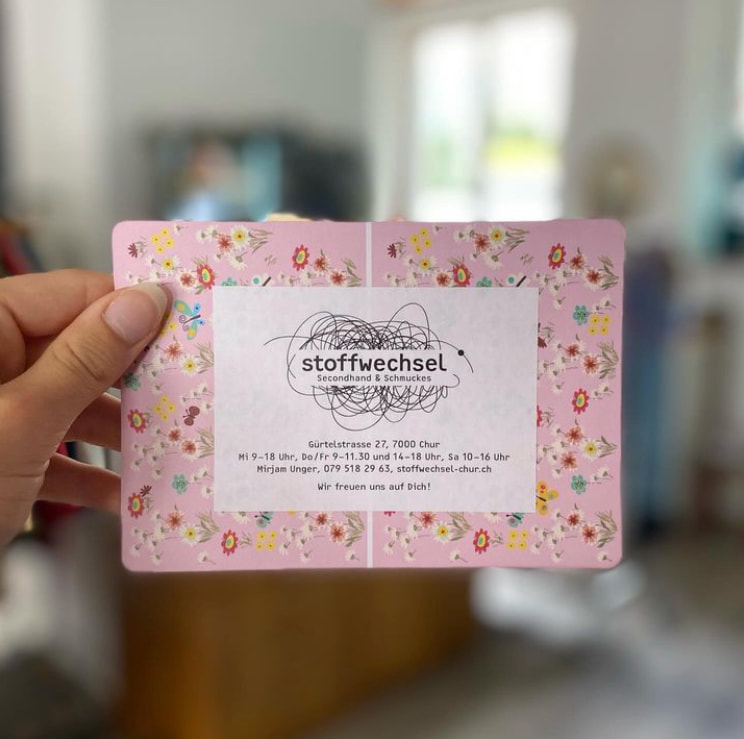 stoffwechsel
Secondhand & Schmuckes
Gürtelstrasse 27, 7000 Chur
Mi 9–18 Uhr, Do/Fr 9–11.30 und 14–18 Uhr, Sa 10–16 Uhr
Mirjam Unger, 079 518 29 63, stoffwechsel-chur.ch
Wir freuen uns auf Dich!